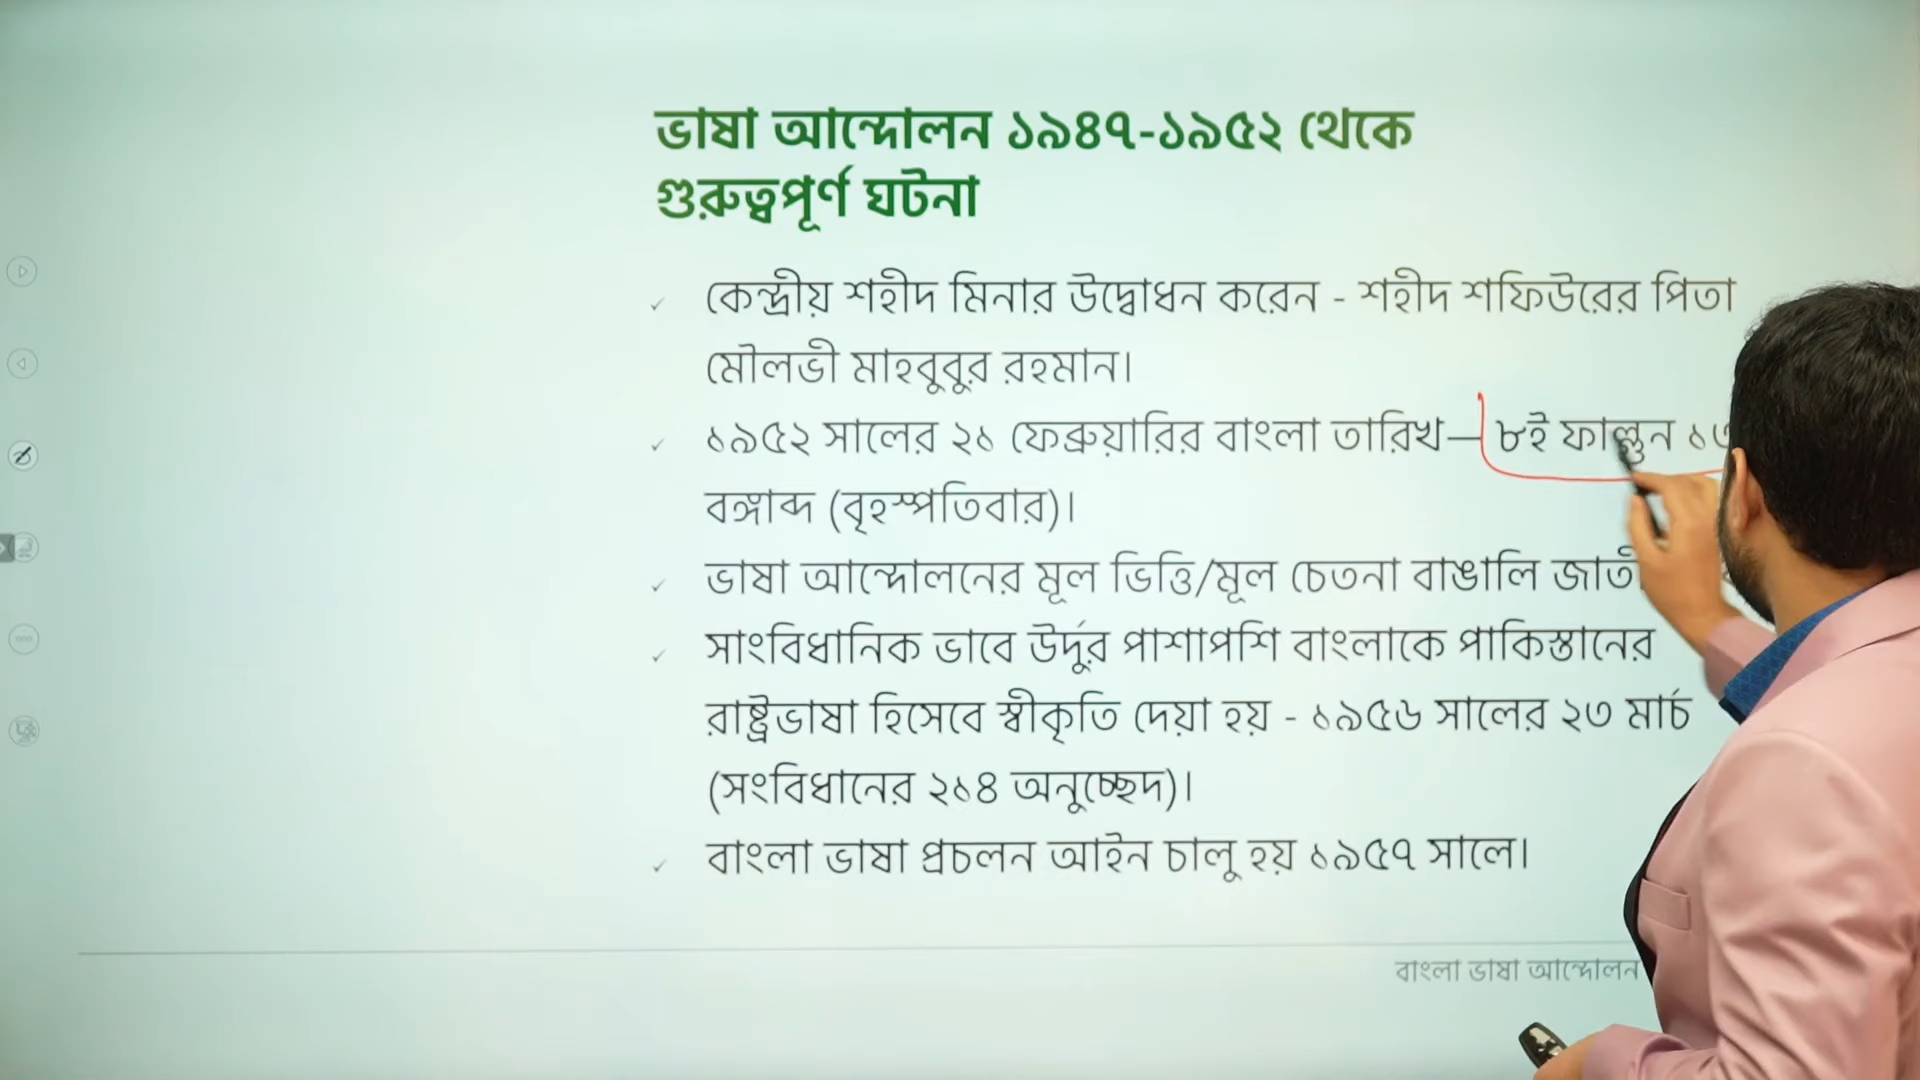 ভাষা আন্দোলন ১৯৪৭-১৯৫২ থেকে
গুরুত্বপূর্ণ ঘটনা
কেন্দ্রীয় শহীদ মিনার উদ্বোধন করেন - শহীদ শফিউরের পিতা
মৌলভী মাহবুবুর রহমান।
১৯৫২ সালের ২১ ফেব্রুয়ারির বাংলা তারিখ— ৮ই ফাল্গুন
বঙ্গাব্দ (বৃহস্পতিবার)।
ভাষা আন্দোলনের মূল ভিত্তি/মূল চেতনা বাঙালি
সাংবিধানিক ভাবে উর্দুর পাশাপশি বাংলাকে পাকিস্তানের
রাষ্ট্রভাষা হিসেবে স্বীকৃতি দেয়া হয় - ১৯৫৬ সালের ২৩ মার্চ
(সংবিধানের ২১৪ অনুচ্ছেদ)।
বাংলা ভাষা প্রচলন আইন চালু হয় ১৯৫৭ সালে।
বাংলা ভাষা আন্দোলন